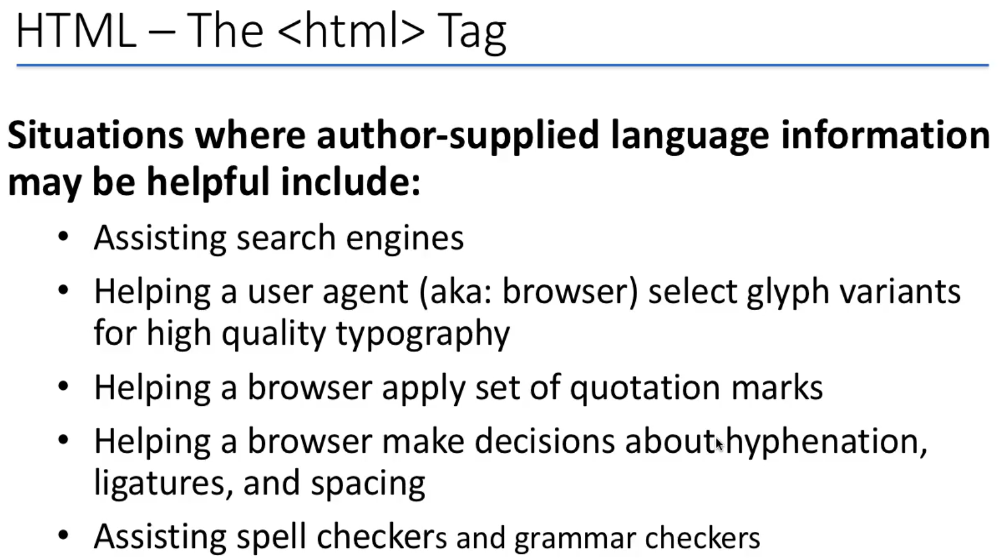 HTML – The <html> Tag
Situations where author-supplied language information
may be helpful include:
• Assisting search engines
• Helping a user agent (aka: browser) select glyph variants
for high quality typography
• Helping a browser apply set of quotation marks
• Helping a browser make decisions about hyphenation,
ligatures, and spacing
• Assisting spell checkers and grammar checkers